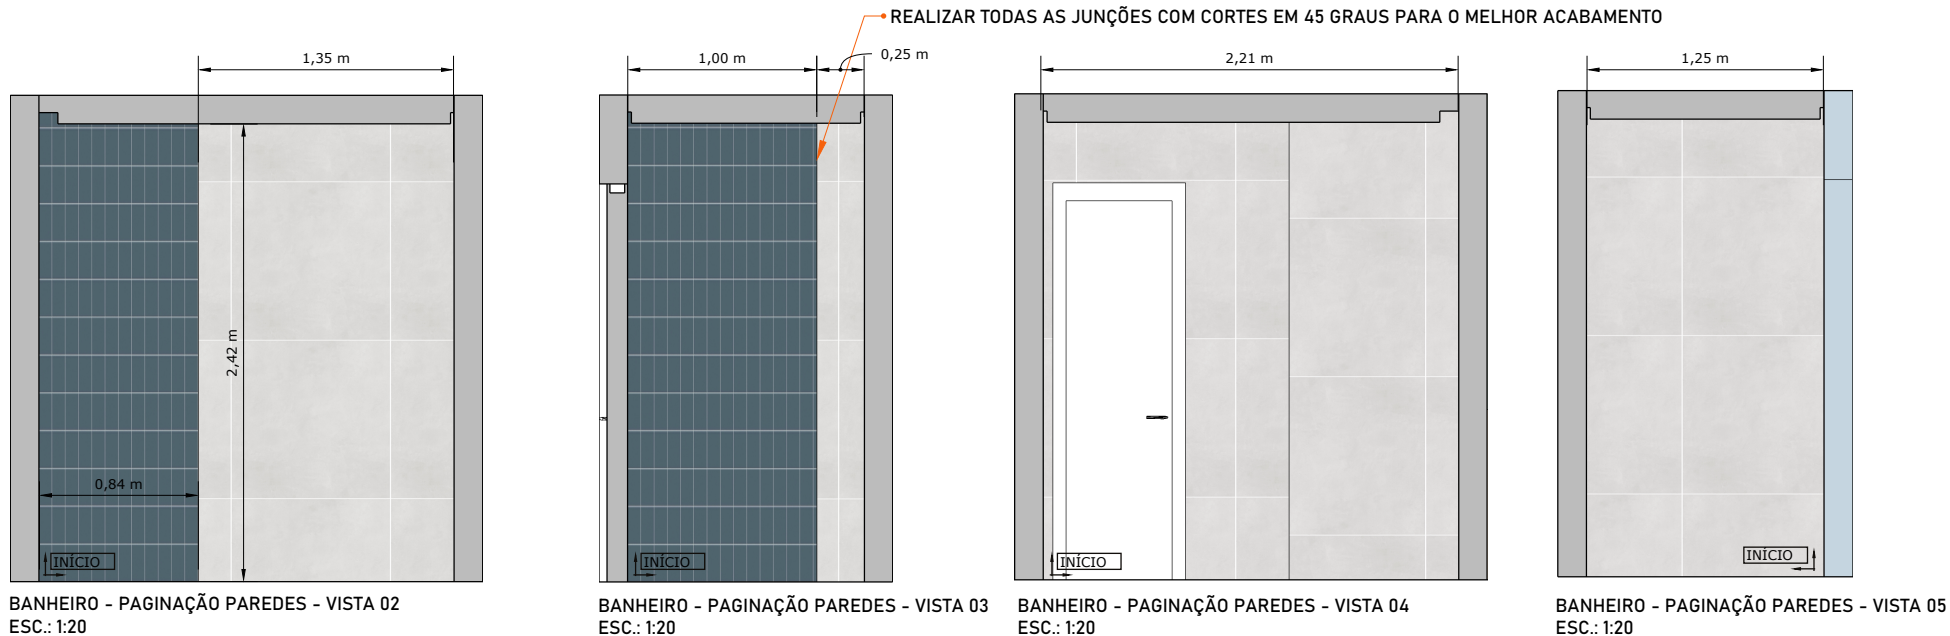 REALIZAR TODAS AS JUNÇÕES COM CORTES EM 45 GRAUS PARA O MELHOR ACABAMENTO
1,35 m
1,00 m
0,25 m
2,21 m
1,25 m
2,42 m
0,84 m
INÍCIO
INÍCIO
INÍCIO
INÍCIO
BANHEIRO - PAGINAÇÃO PAREDES - VISTA 02
ESC.: 1:20
BANHEIRO - PAGINAÇÃO PAREDES - VISTA 03
ESC.: 1:20
BANHEIRO - PAGINAÇÃO PAREDES - VISTA 04
ESC.: 1:20
BANHEIRO - PAGINAÇÃO PAREDES - VISTA 05
ESC.: 1:20